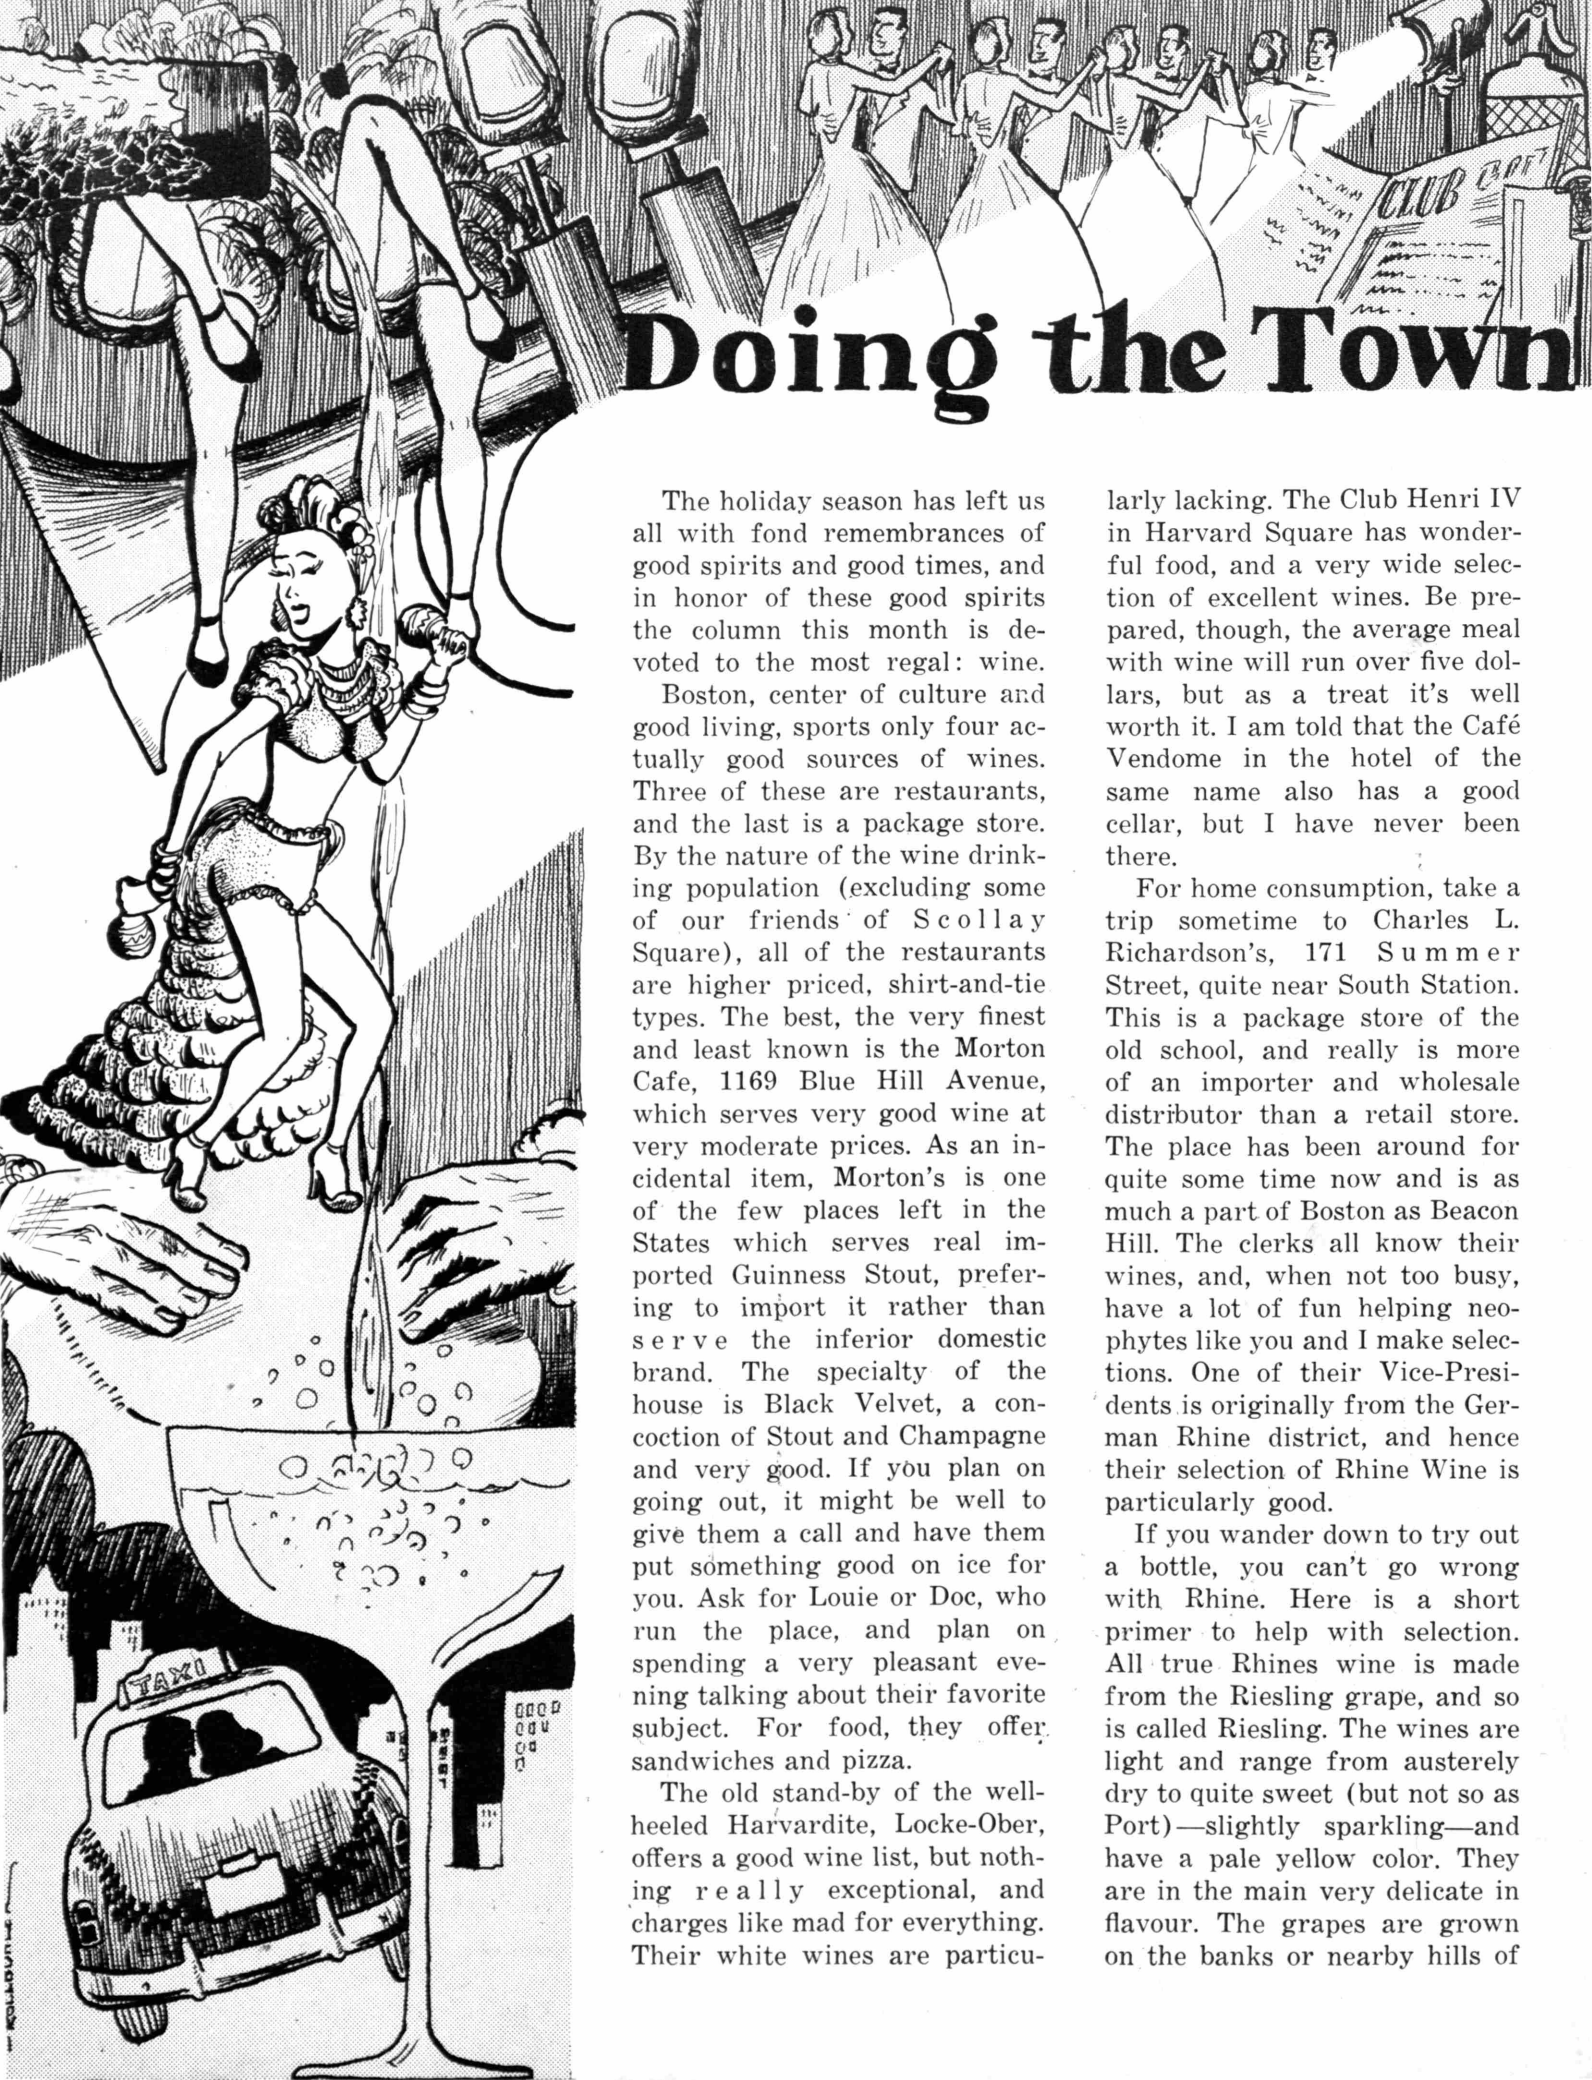 CLUB
Doing the Town
The holiday season has left us
all with fond remembrances of
good spirits and good times, and
in honor of these good spirits
the column this month is de-
voted to the most regal: wine.
Boston, center of culture and
good living, sports only four ac-
tually good sources of wines.
Three of these are restaurants,
and the last is a package store.
By the nature of the wine drink-
ing population (excluding some
of our friends of Scollay
Square), all of the restaurants
are higher priced, shirt-and-tie
types. The best, the very finest
and least known is the Morton
Cafe, 1169 Blue Hill Avenue,
which serves very good wine at
very moderate prices. As an in-
cidental item, Morton's is one
of the few places left in the
States which serves real im-
ported Guinness Stout, prefer-
ing to import it rather than
serve the inferior domestic
brand. The specialty of the
house is Black Velvet, a con-
coction of Stout and Champagne
and very good. If you plan on
going out, it might be well to
give them a call and have them
put something good on ice for
you. Ask for Louie or Doc, who
run the place, and plan on
spending a very pleasant eve-
ning talking about their favorite
subject. For food, they offer
sandwiches and pizza.
The old stand-by of the well-
heeled Harvardite, Locke-Ober,
offers a good wine list, but noth-
ing really exceptional, and
charges like mad for everything.
Their white wines are particu-
larly lacking. The Club Henri IV
in Harvard Square has wonder-
ful food, and a very wide selec-
tion of excellent wines. Be pre-
pared, though, the average meal
with wine will run over five dol-
lars, but as a treat it's well
worth it. I am told that the Café
Vendome in the hotel of the
same name also has a good
cellar, but I have never been
there.
For home consumption, take a
trip sometime to Charles L.
Richardson's, 171 Summer
Street, quite near South Station.
This is a package store of the
old school, and really is more
of an importer and wholesale
distributor than a retail store.
The place has been around for
quite some time now and is as
much a part of Boston as Beacon
Hill. The clerks all know their
wines, and, when not too busy,
have a lot of fun helping neo-
phytes like you and I make selec-
tions. One of their Vice-Presi-
dents is originally from the Ger-
man Rhine district, and hence
their selection of Rhine Wine is
particularly good.
If you wander down to try out
a bottle, you can't go wrong
with Rhine. Here is a short
primer to help with selection.
All true Rhines wine is made
from the Riesling grape, and so
is called Riesling. The wines are
light and range from austerely
dry to quite sweet (but not so as
Port)—slightly sparkling—and
have a pale yellow color. They
are in the main very delicate in
flavour. The grapes are grown
on the banks or nearby hills of
TAXI